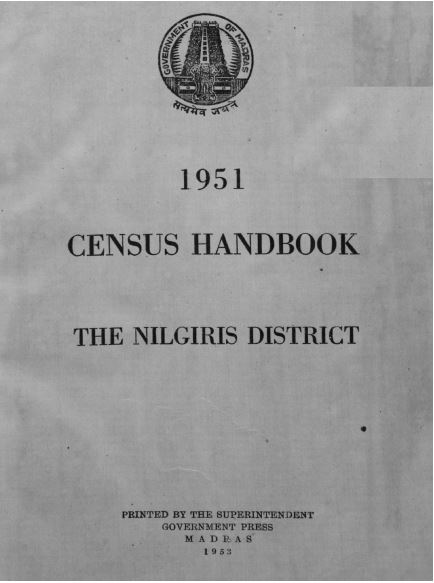 GOVERNMENT OF MADRAS
सत्यमेव जयते
1951
CENSUS HANDBOOK
THE NILGIRIS DISTRICT
PRINTED BY THE SUPERINTENDENT
GOVERNMENT PRESS
MADRAS
1953